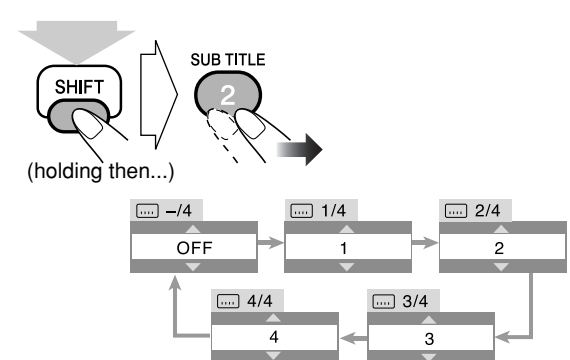 SUB TITLE
SHIFT
2
(holding then...)
–/4
1/4
2/4
OFF
1
2
4/4
3/4
4
3